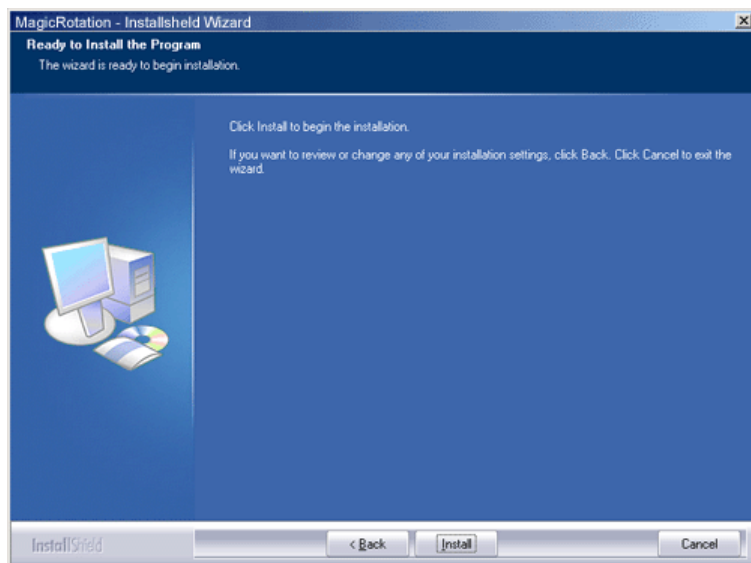 MagicRotation - Installsheld Wizard
Ready to Install the Program
The wizard is ready to begin installation.
Click Install to begin the installation.
If you want to review or change any of your installation settings, click Back. Click Cancel to exit the
wizard.
InstallShield
< Back
Install
Cancel